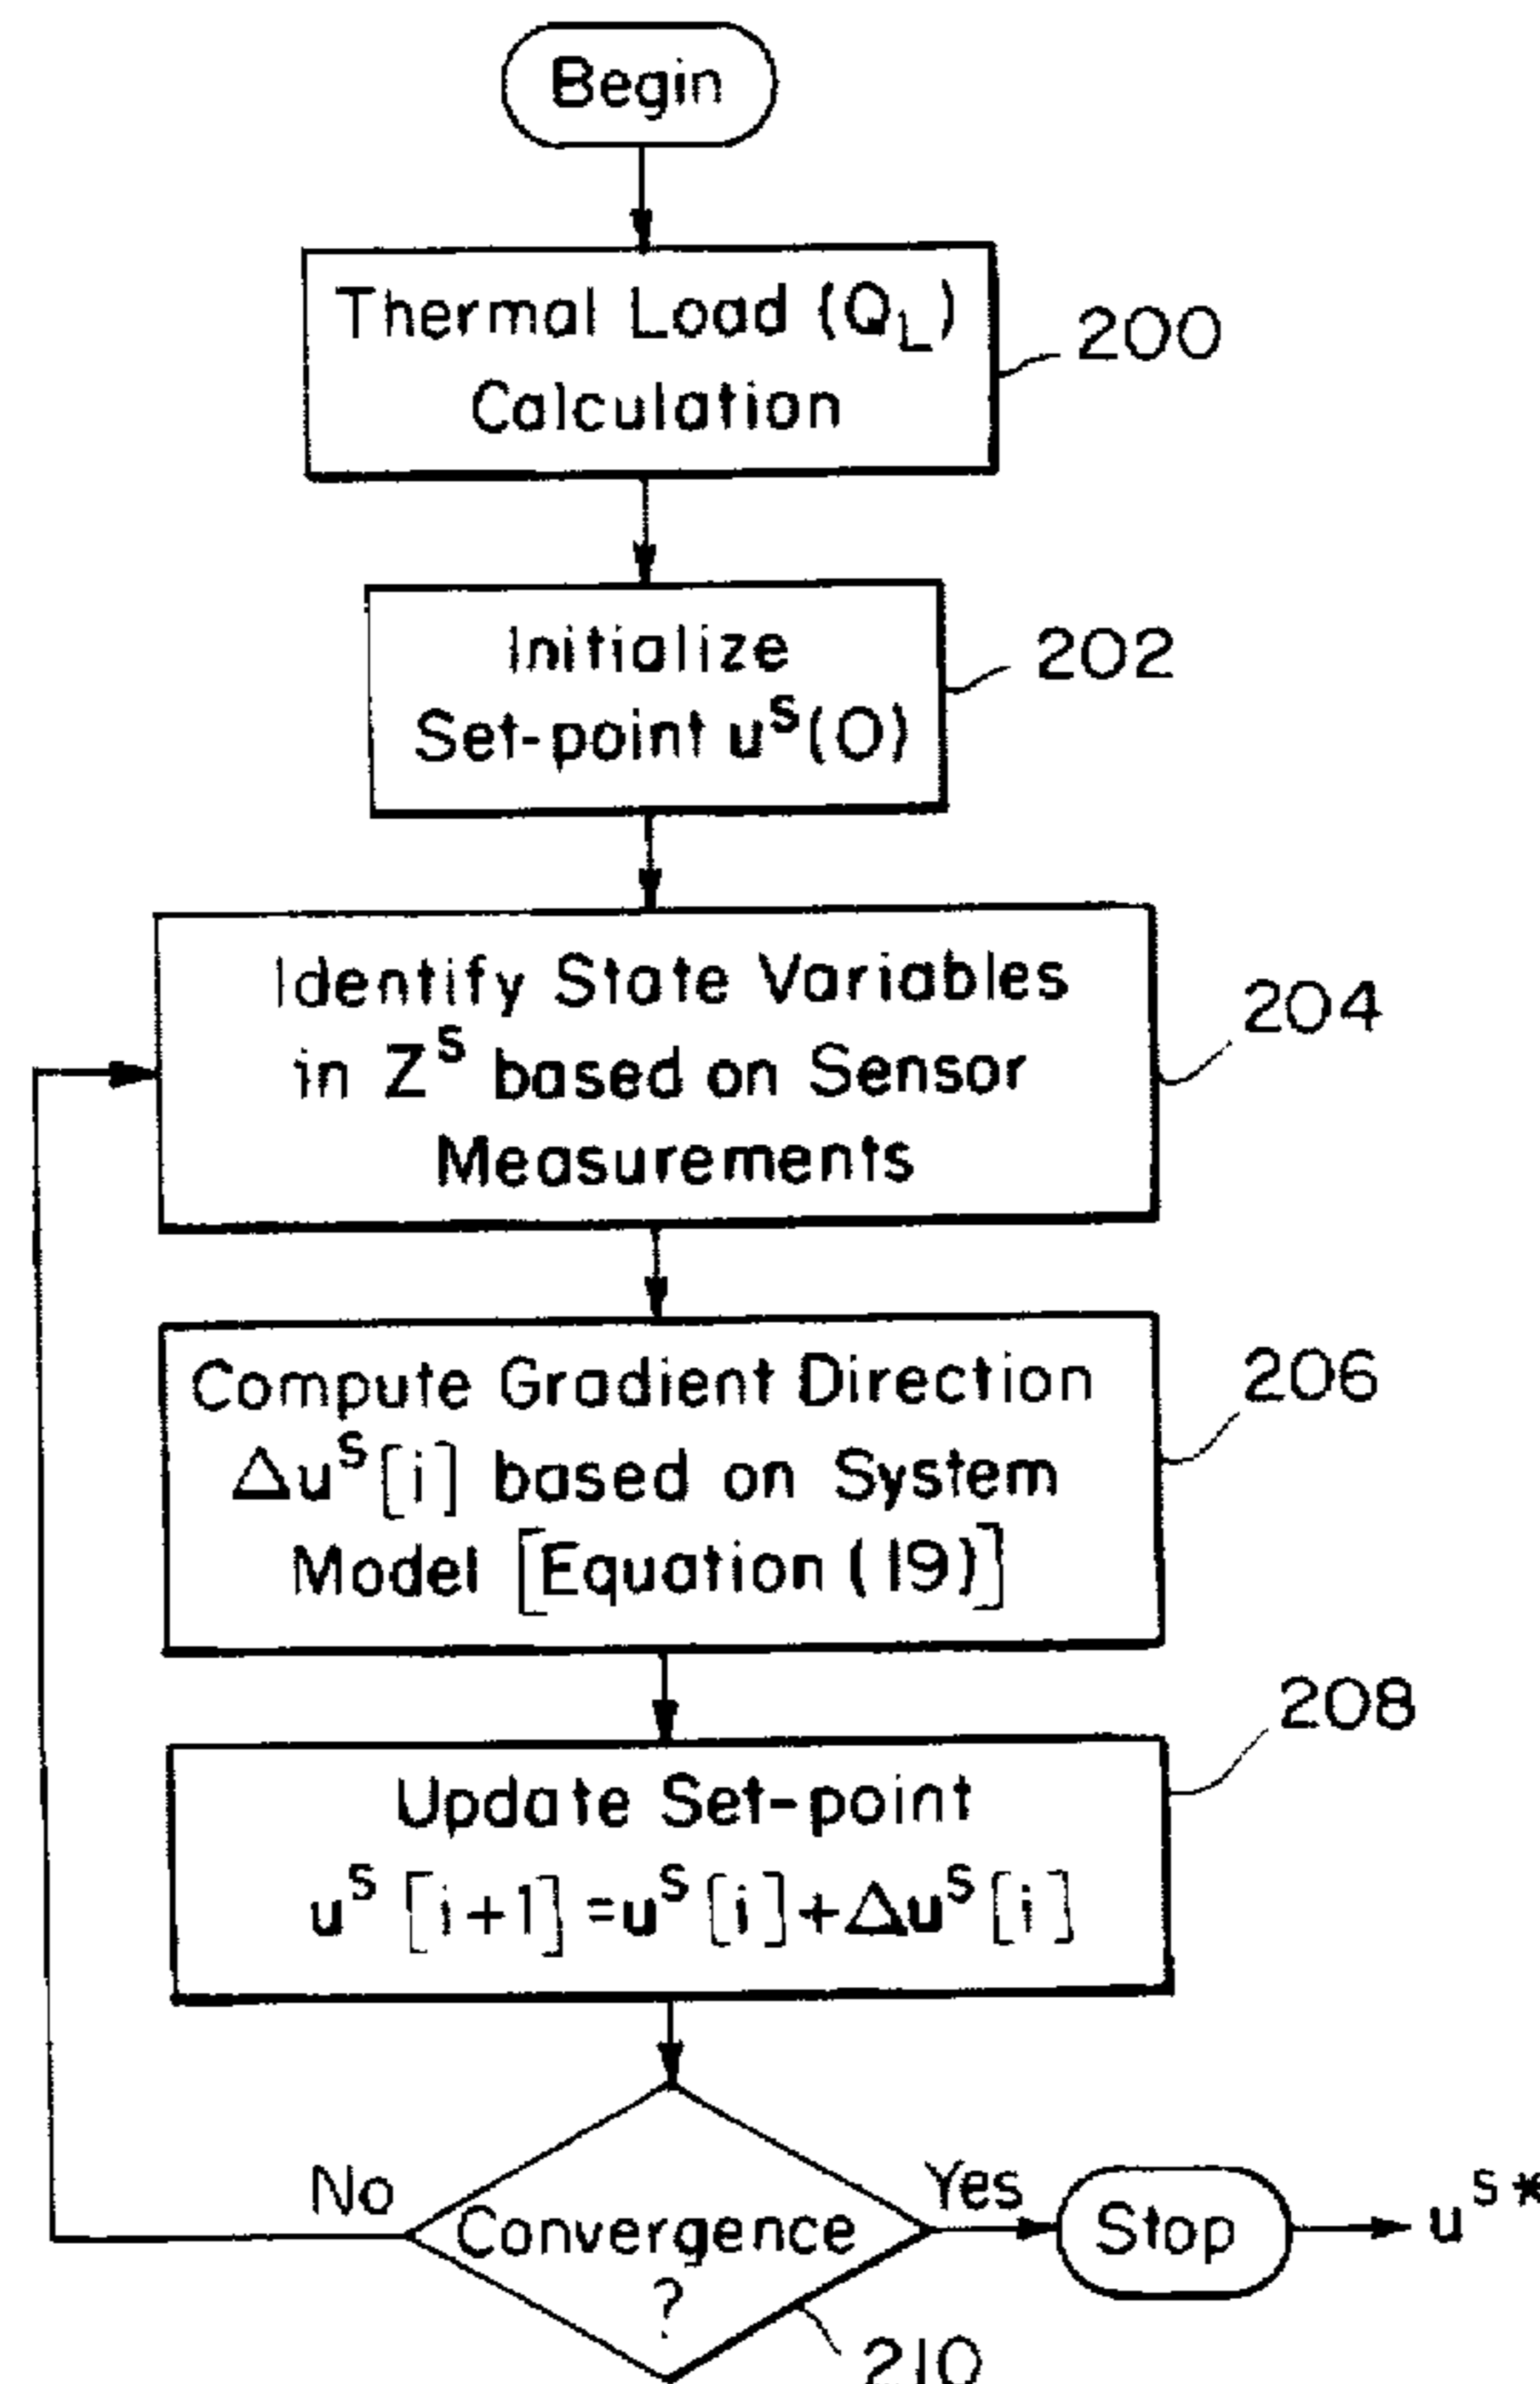 Begin
Thermal Load (Q_L)
Calculation
200
Initialize
Set-point u^s(0)
202
Identify State Variables
in Z^s based on Sensor
Measurements
204
Compute Gradient Direction
Δu^s[i] based on System
Model [Equation (19)]
206
208
Update Set-point
u^s[i+1]=u^s[i]+Δu^s[i]
No
Convergence
?
Yes
Stop
u^s*
210